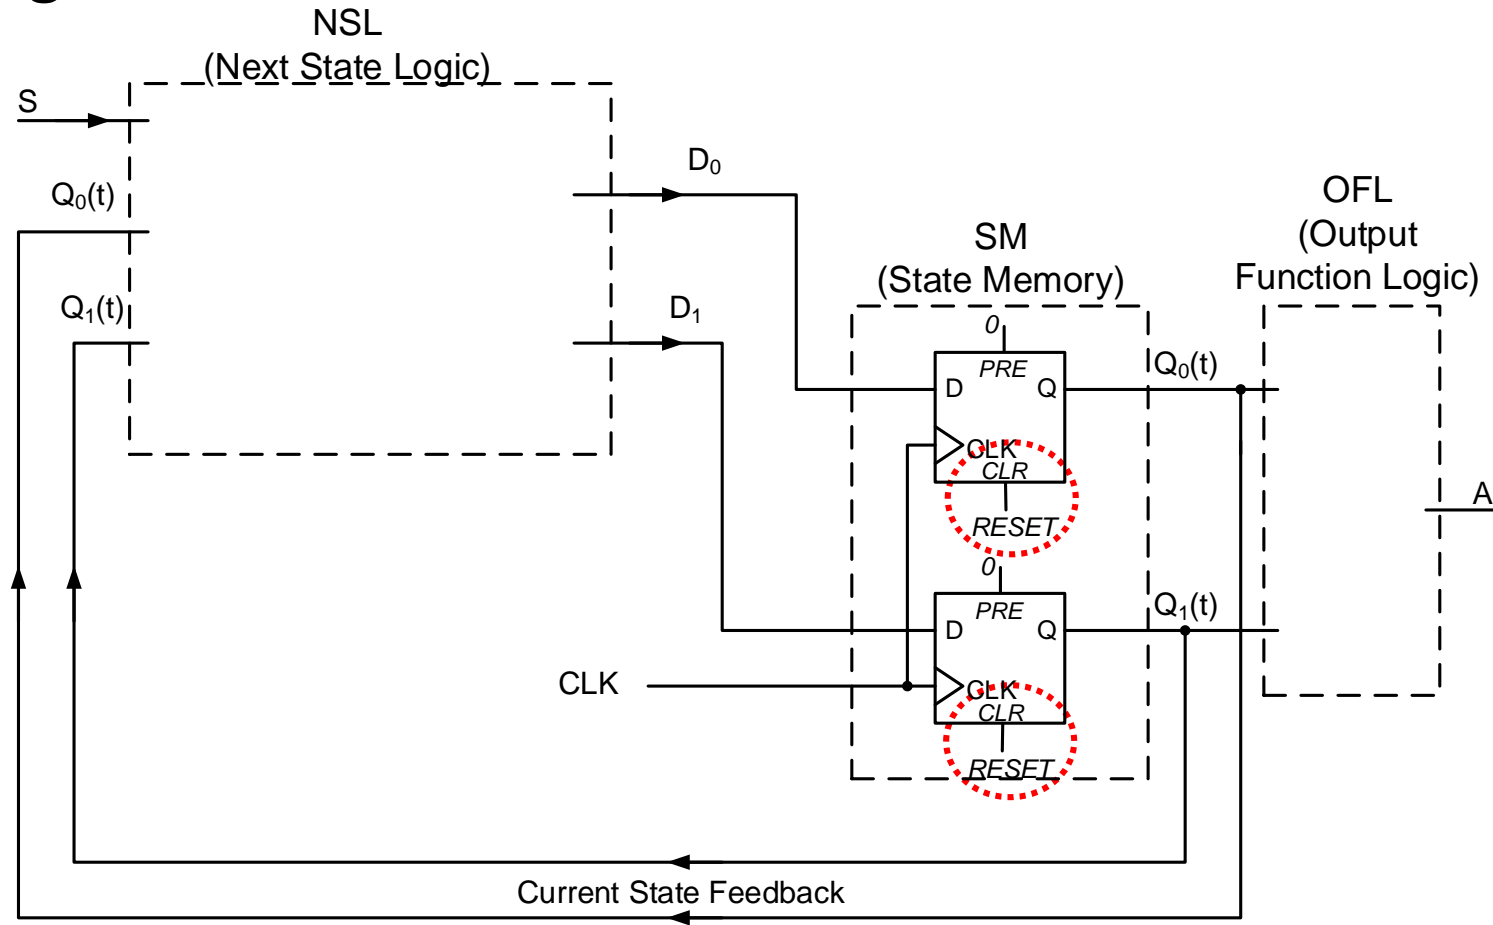 NSL
(Next State Logic)
S
Q₀(t)
Q₁(t)
D₀
D₁
SM
(State Memory)
OFL
(Output
Function Logic)
0
PRE
D
Q
CLK
CLR
RESET
Q₀(t)
0
PRE
D
Q
CLK
CLR
RESET
Q₁(t)
A
CLK
Current State Feedback